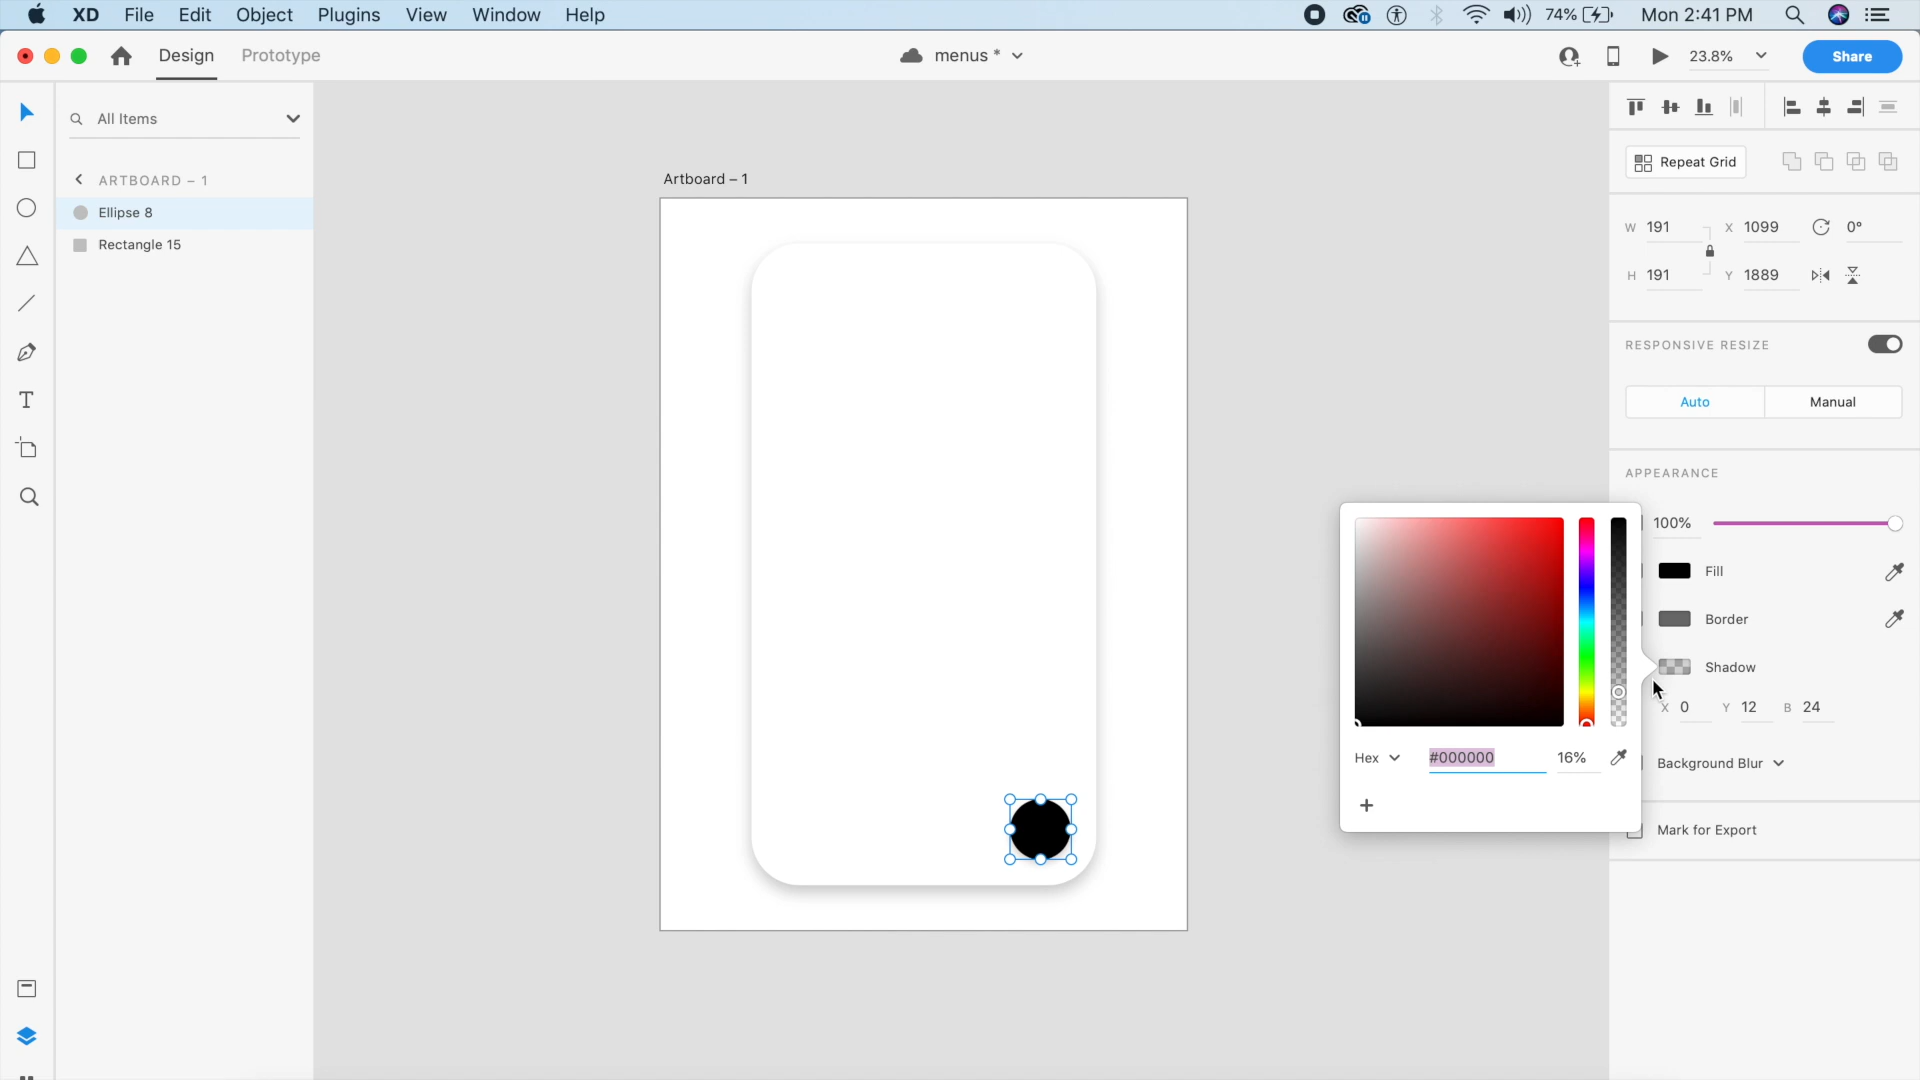 XD File Edit Object Plugins View Window Help 74% Mon 2:41 PM
Design Prototype menus * 23.8% Share
All Items
ARTBOARD – 1
Ellipse 8
Rectangle 15
Artboard – 1
Repeat Grid
W 191 X 1099 0°
H 191 Y 1889
RESPONSIVE RESIZE
Auto Manual
APPEARANCE
100%
Fill
Border
Shadow
X 0 Y 12 B 24
Hex #000000 16%
Background Blur
+
Mark for Export